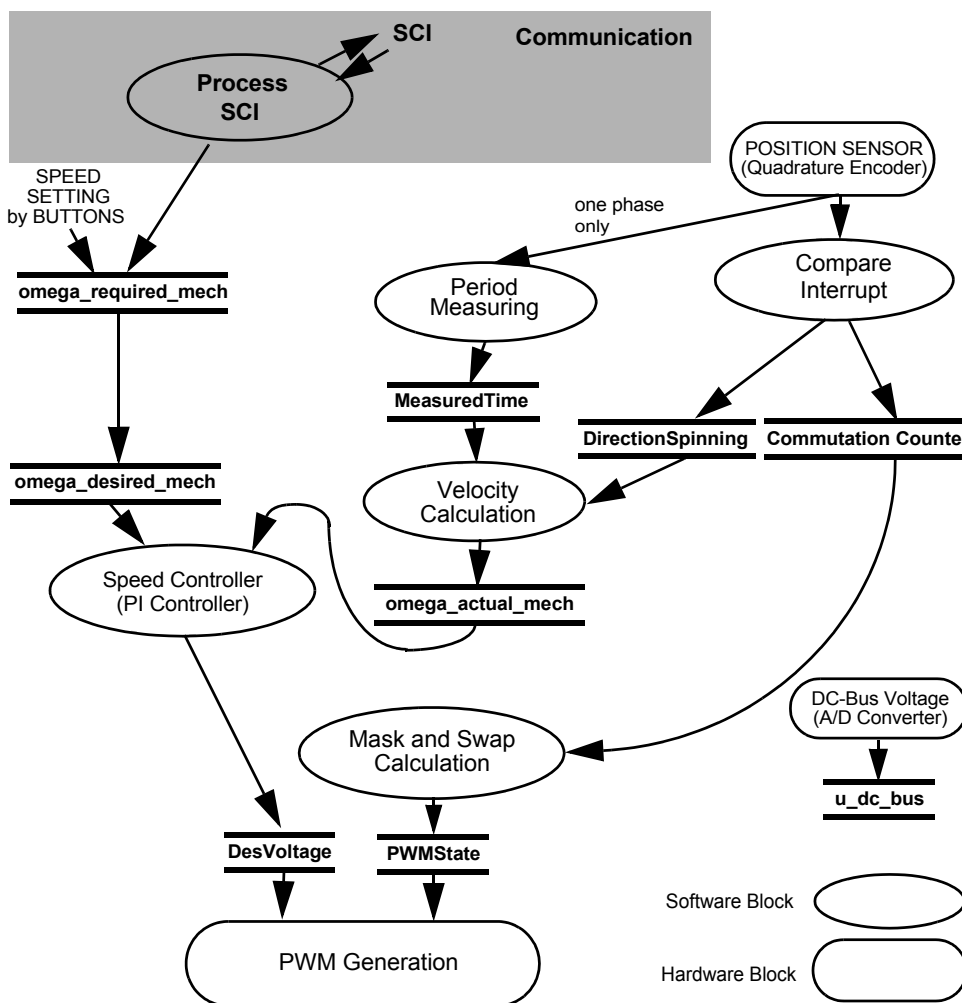 SCI
Communication
Process
SCI
POSITION SENSOR
(Quadrature Encoder)
SPEED
SETTING
by BUTTONS
one phase
only
Compare
Interrupt
omega_required_mech
Period
Measuring
MeasuredTime
DirectionSpinning
Commutation Counte
omega_desired_mech
Velocity
Calculation
Speed Controller
(PI Controller)
omega_actual_mech
DC-Bus Voltage
(A/D Converter)
Mask and Swap
Calculation
u_dc_bus
DesVoltage
PWMState
Software Block
PWM Generation
Hardware Block